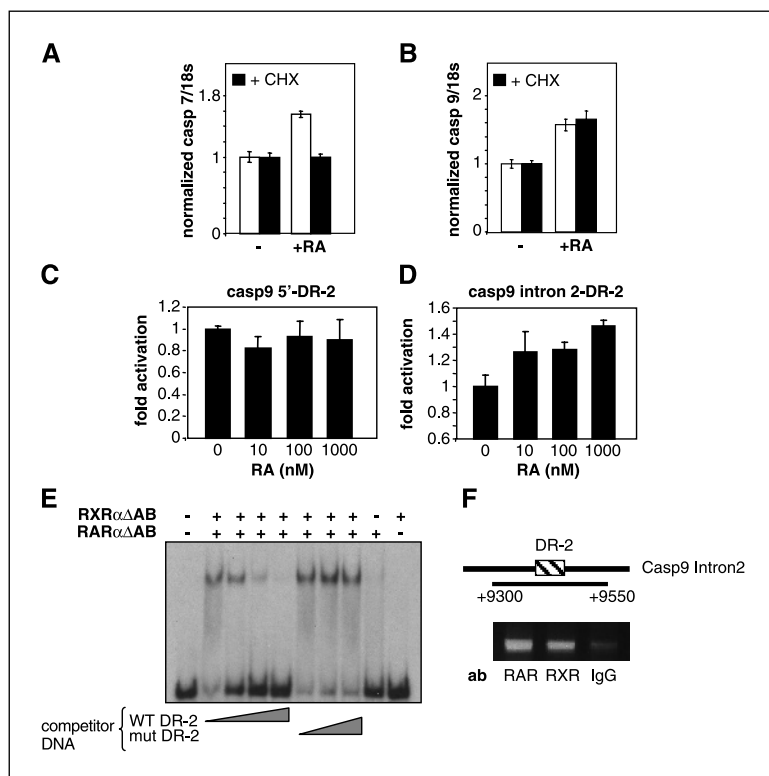 A
normalized casp 7/18s
+ CHX
1.8
1
0
- +RA
B
normalized casp 9/18s
+ CHX
2
1
0
- +RA
C
casp9 5'-DR-2
fold activation
1.2
1
0.8
0.6
0.4
0.2
0
0 10 100 1000
RA (nM)
D
casp9 intron 2-DR-2
fold activation
1.6
1.4
1.2
1
0.8
0.6
0 10 100 1000
RA (nM)
E
RXRαΔAB - + + + + + + + - +
RARαΔAB - + + + + + + + + -
competitor DNA { WT DR-2
mut DR-2
F
DR-2
Casp9 Intron2
+9300 +9550
ab RAR RXR IgG